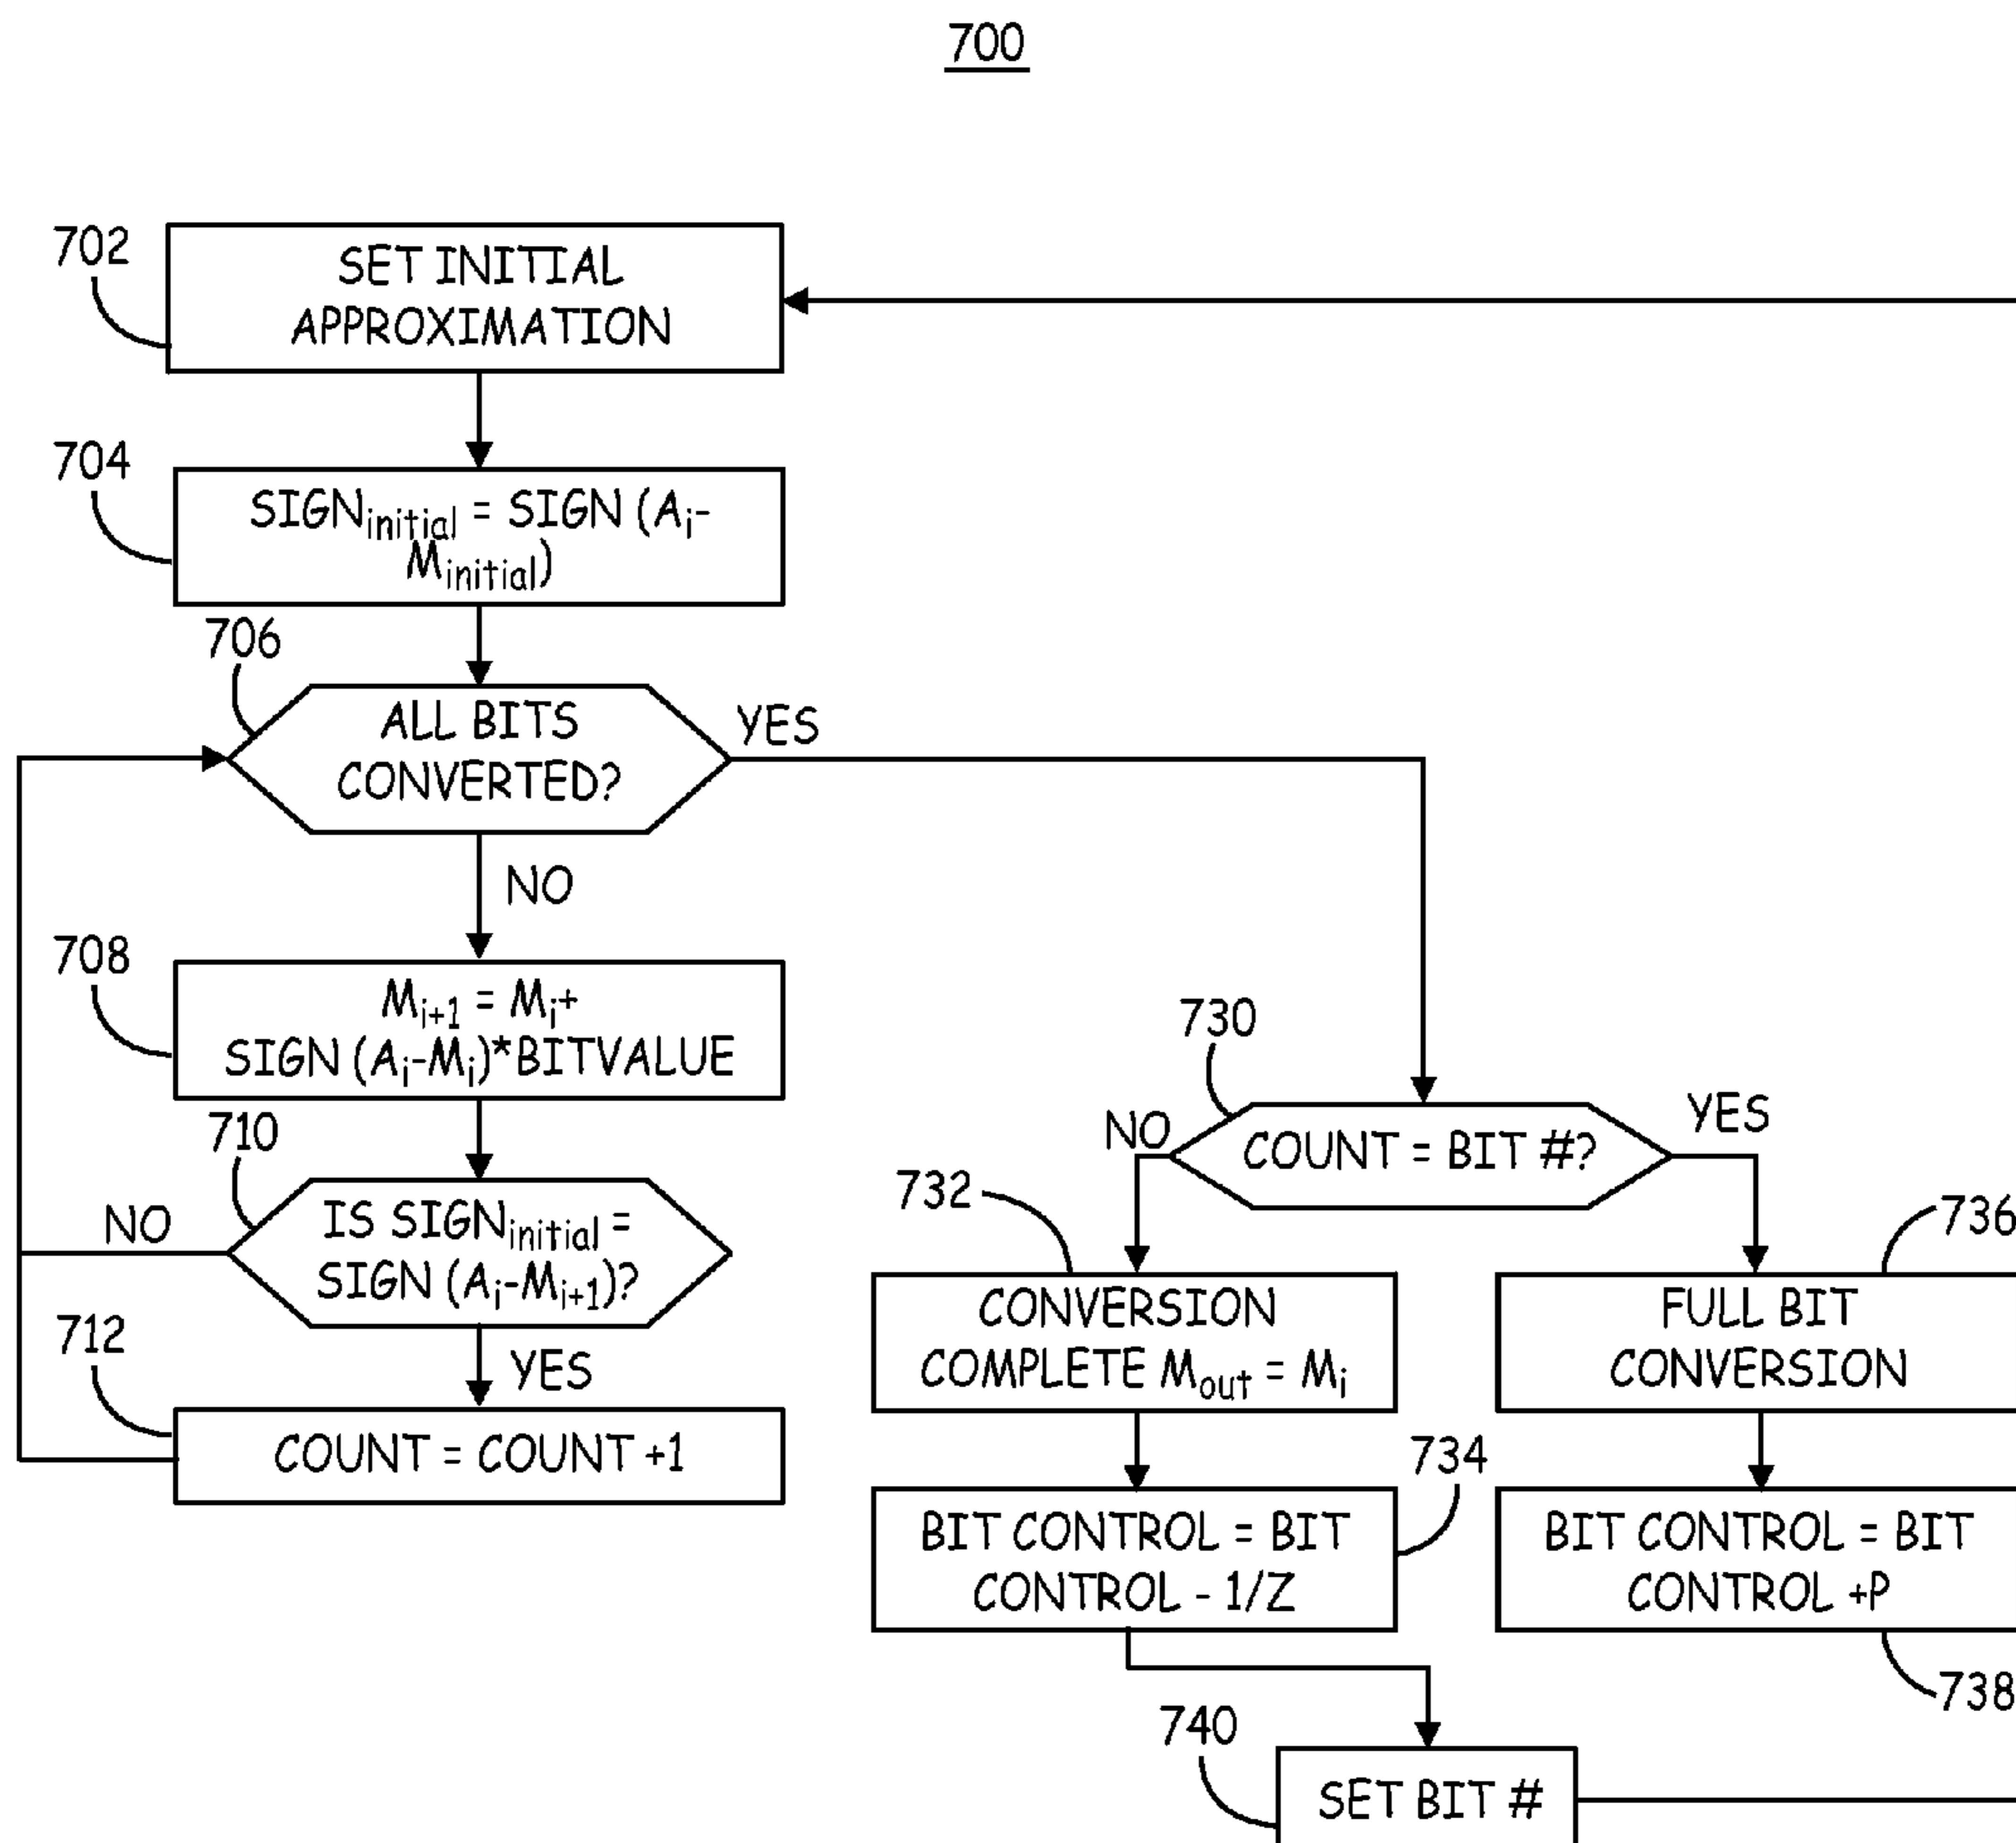 700
702
SET INITIAL
APPROXIMATION
704
SIGNinitial = SIGN (Ai-
Minitial)
706
ALL BITS
CONVERTED?
YES
NO
708
Mi+1 = Mi+
SIGN (Ai-Mi)*BITVALUE
710
IS SIGNinitial =
SIGN (Ai-Mi+1)?
NO
YES
712
COUNT = COUNT +1
730
COUNT = BIT #?
NO
YES
732
CONVERSION
COMPLETE Mout = Mi
734
BIT CONTROL = BIT
CONTROL - 1/Z
736
FULL BIT
CONVERSION
BIT CONTROL = BIT
CONTROL +P
738
740
SET BIT #